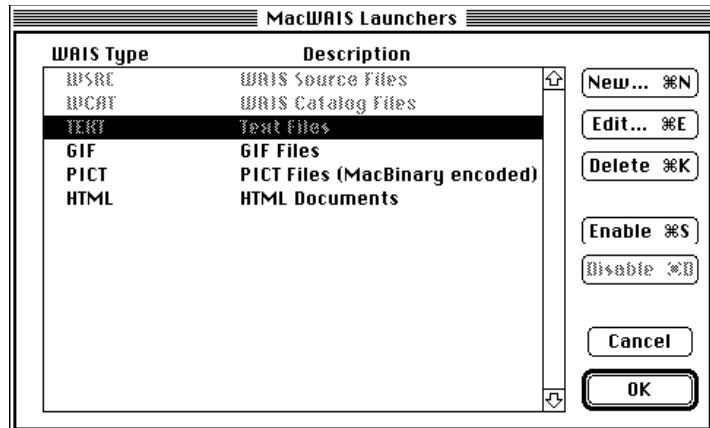 MacWAIS Launchers
WAIS Type Description
WSRC WAIS Source Files
WCAT WAIS Catalog Files
TEXT Text Files
GIF GIF Files
PICT PICT Files (MacBinary encoded)
HTML HTML Documents
New... ⌘N
Edit... ⌘E
Delete ⌘K
Enable ⌘S
Disable ⌘D
Cancel
OK